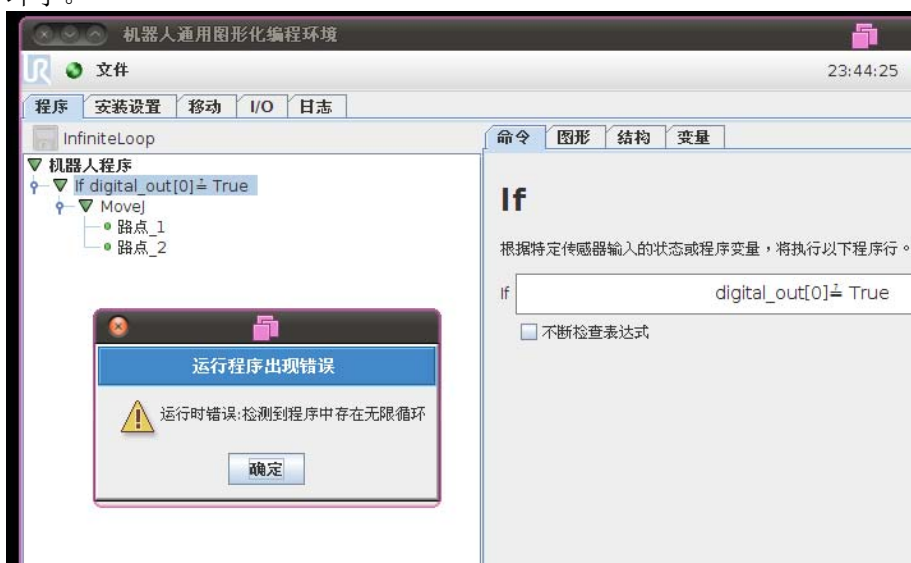 机器人通用图形化编程环境
文件
23:44:25
程序 安装设置 移动 I/O 日志
InfiniteLoop
命令 图形 结构 变量
机器人程序
If digital_out[0]≟ True
MoveJ
路点_1
路点_2
If
根据特定传感器输入的状态或程序变量，将执行以下程序行。
If digital_out[0]≟ True
不断检查表达式
运行程序出现错误
运行时错误:检测到程序中存在无限循环
确定